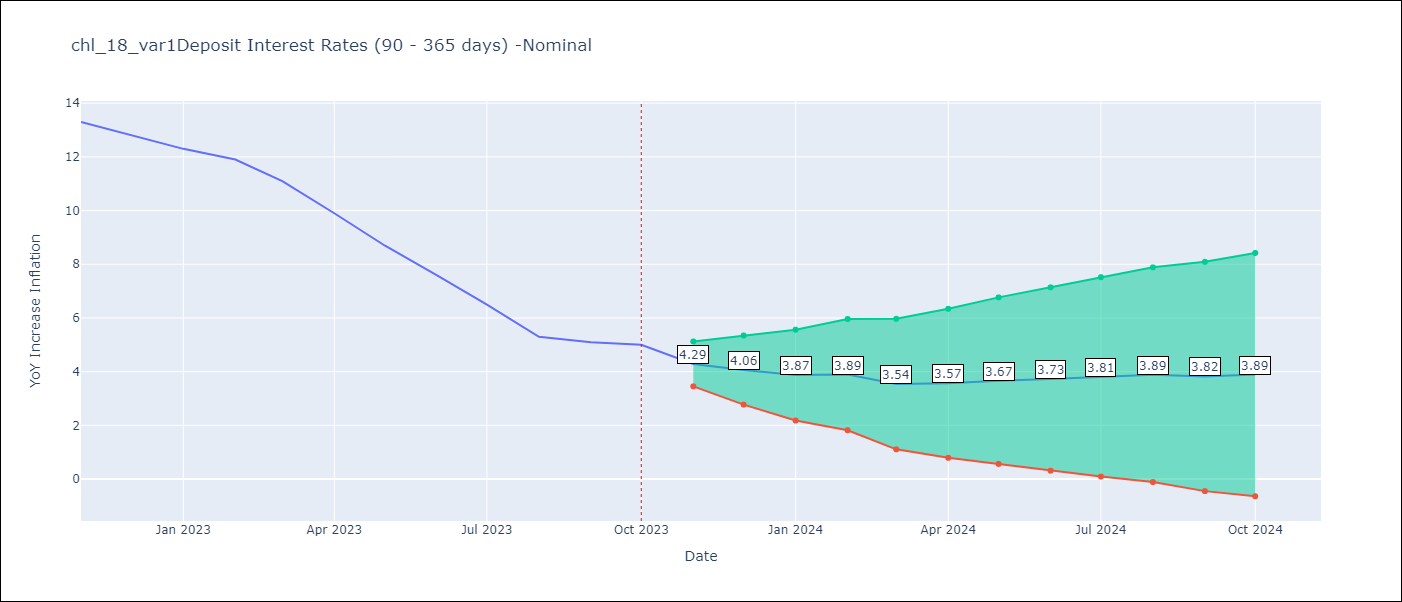 chl_18_var1Deposit Interest Rates (90 - 365 days) -Nominal
YoY Increase Inflation
14
12
10
8
6
4
2
0
4.29
4.06
3.87
3.89
3.54
3.57
3.67
3.73
3.81
3.89
3.82
3.89
Jan 2023
Apr 2023
Jul 2023
Oct 2023
Jan 2024
Apr 2024
Jul 2024
Oct 2024
Date